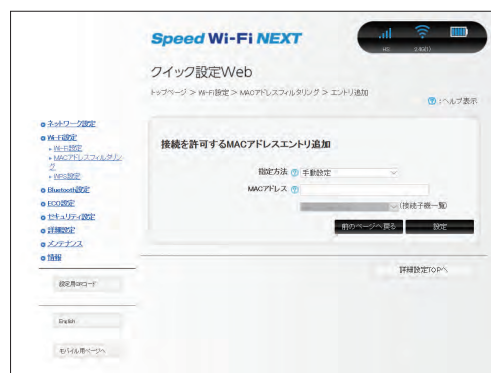 Speed Wi-Fi NEXT
クイック設定Web
トップページ > Wi-Fi設定 > MACアドレスフィルタリング > エントリ追加
:ヘルプ表示
ネットワーク設定
Wi-Fi設定
Wi-Fi設定
MACアドレスフィルタリン
グ
WPS設定
Bluetooth設定
ECO設定
セキュリティ設定
詳細設定
メンテナンス
情報
設定用QRコード
English
モバイル用ページへ
接続を許可するMACアドレスエントリ追加
指定方法 ? 手動設定
MACアドレス ?
(接続子機一覧)
前のページへ戻る 設定
詳細設定TOPへ